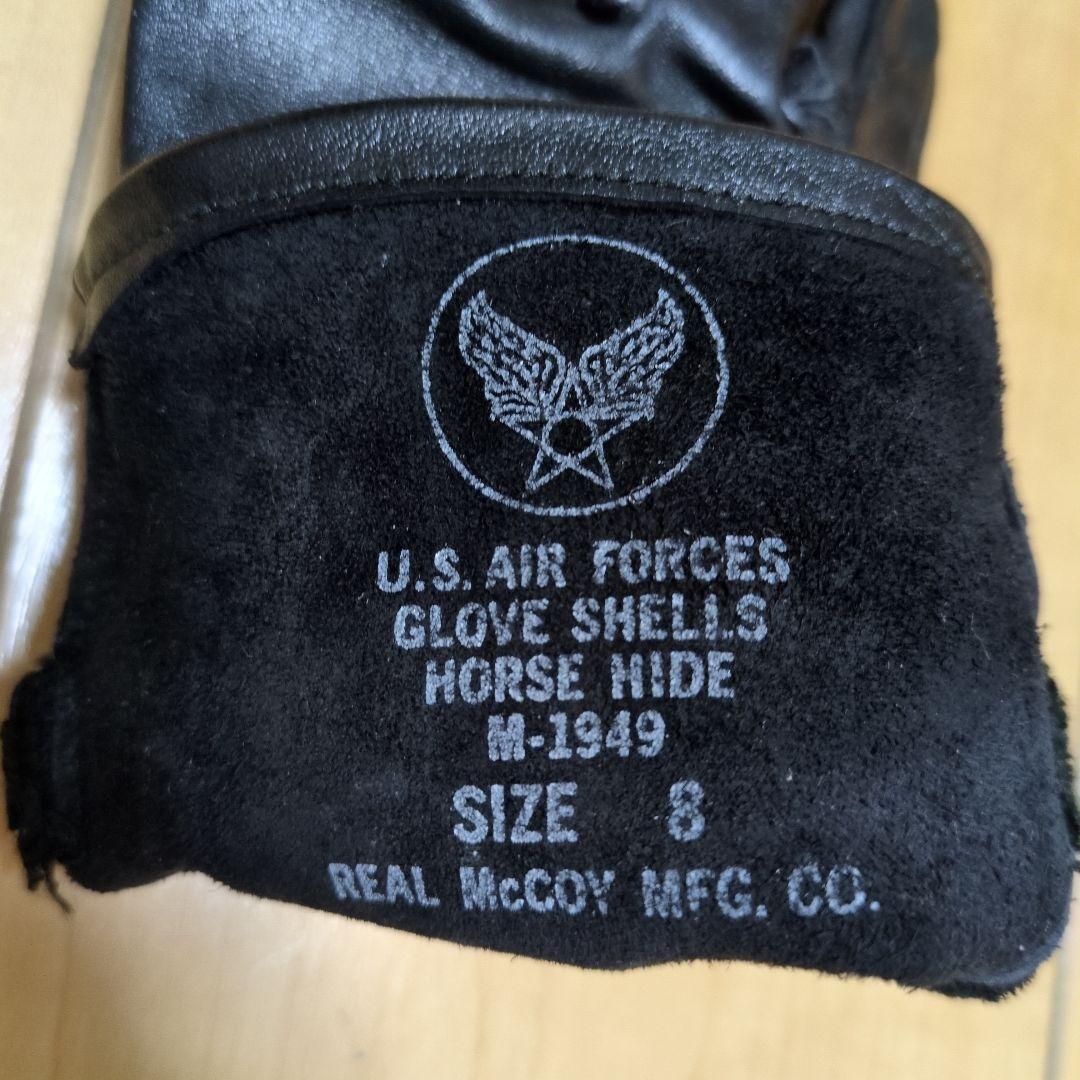 U.S. AIR FORCES
GLOVE SHELLS
HORSE HIDE
M-1949
SIZE 8
REAL McCOY MFG. CO.